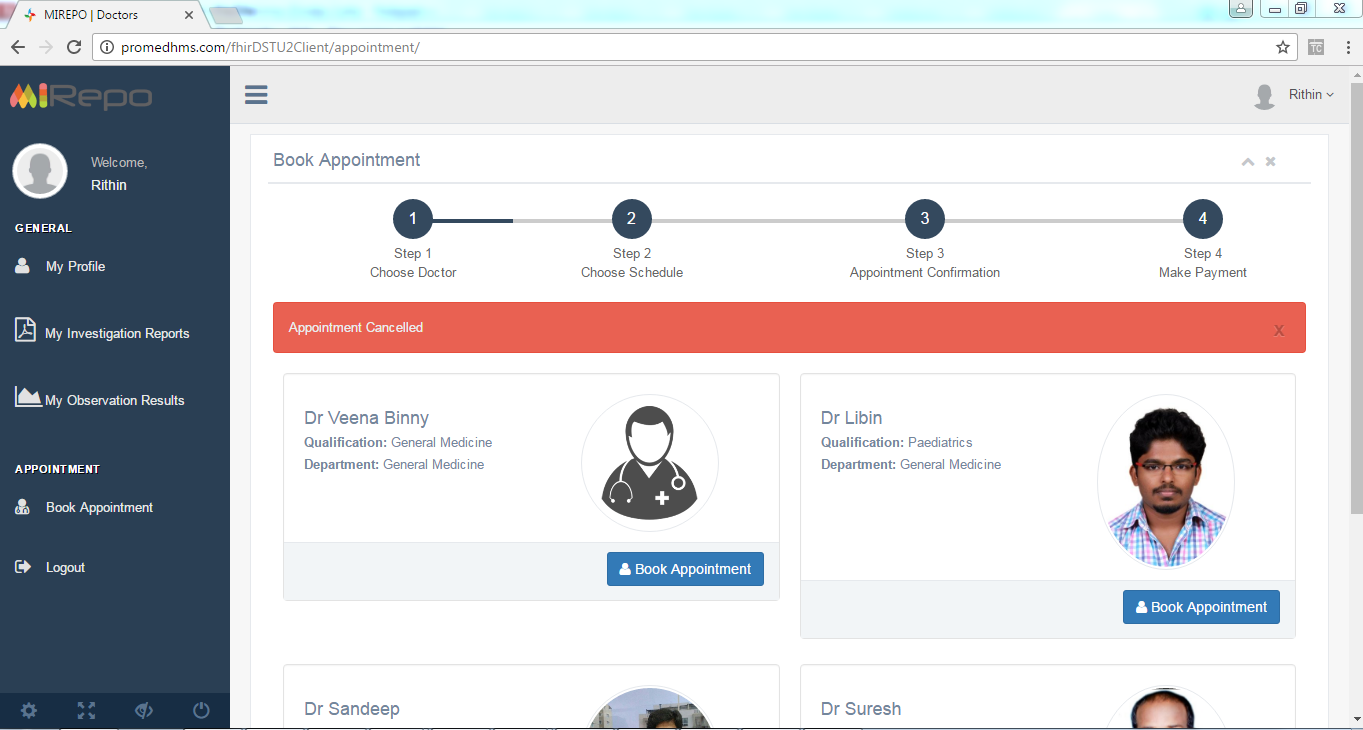 MIREPO | Doctors
promedhms.com/fhirDSTU2Client/appointment/
TC
MIRepo
Rithin
Welcome,
Rithin
GENERAL
My Profile
My Investigation Reports
My Observation Results
APPOINTMENT
Book Appointment
Logout
Book Appointment
1
2
3
4
Step 1
Step 2
Step 3
Step 4
Choose Doctor
Choose Schedule
Appointment Confirmation
Make Payment
Appointment Cancelled
x
Dr Veena Binny
Qualification: General Medicine
Department: General Medicine
Book Appointment
Dr Libin
Qualification: Paediatrics
Department: General Medicine
Book Appointment
Dr Sandeep
Dr Suresh